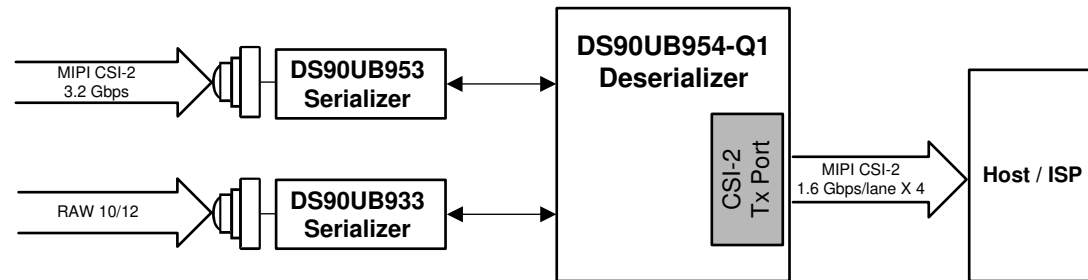 MIPI CSI-2
3.2 Gbps
DS90UB953
Serializer
RAW 10/12
DS90UB933
Serializer
DS90UB954-Q1
Deserializer
CSI-2
Tx Port
MIPI CSI-2
1.6 Gbps/lane X 4
Host / ISP